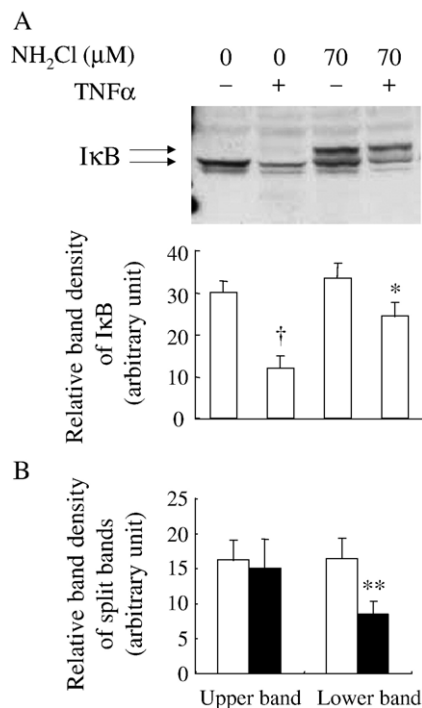 A
NH₂Cl (μM) 0 0 70 70
TNFα − + − +
IκB
Relative band density
of IκB
(arbitrary unit)
40
30
20
10
0
†
*
B
Relative band density
of split bands
(arbitrary unit)
25
20
15
10
5
0
**
Upper band Lower band